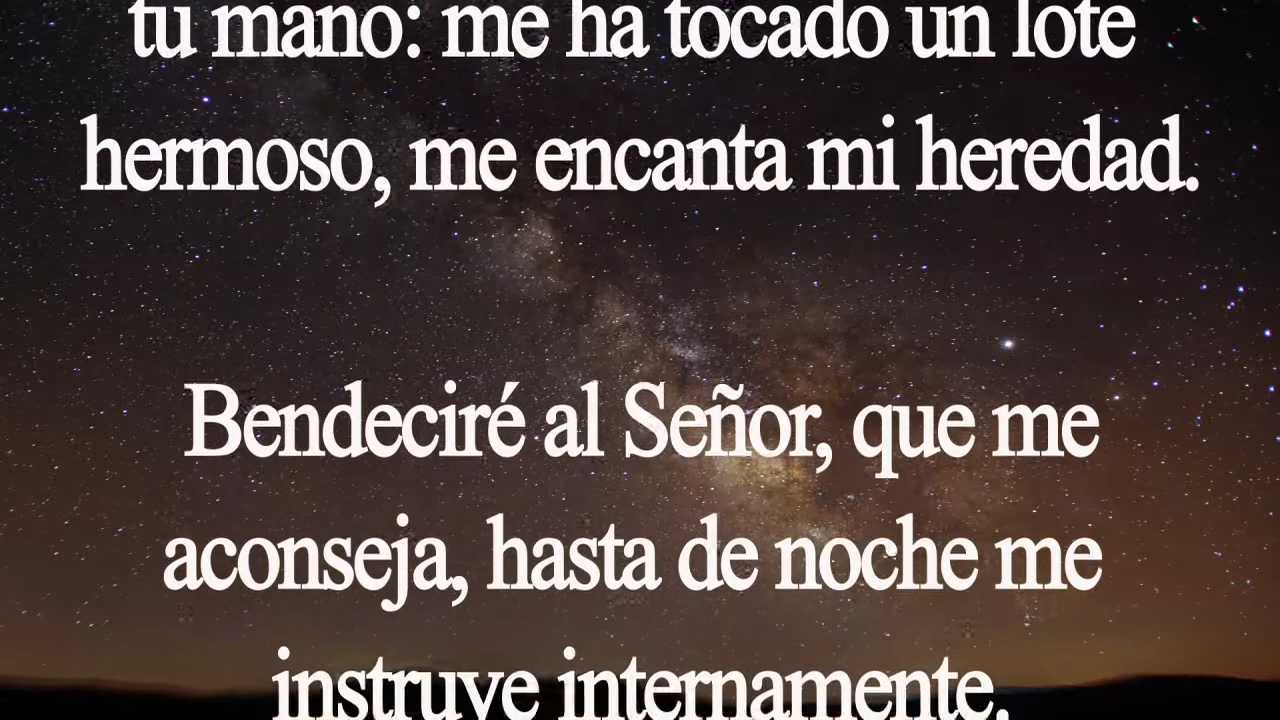 tu mano: me ha tocado un lote
hermoso, me encanta mi heredad.
Bendeciré al Señor, que me
aconseja, hasta de noche me
instruye internamente.